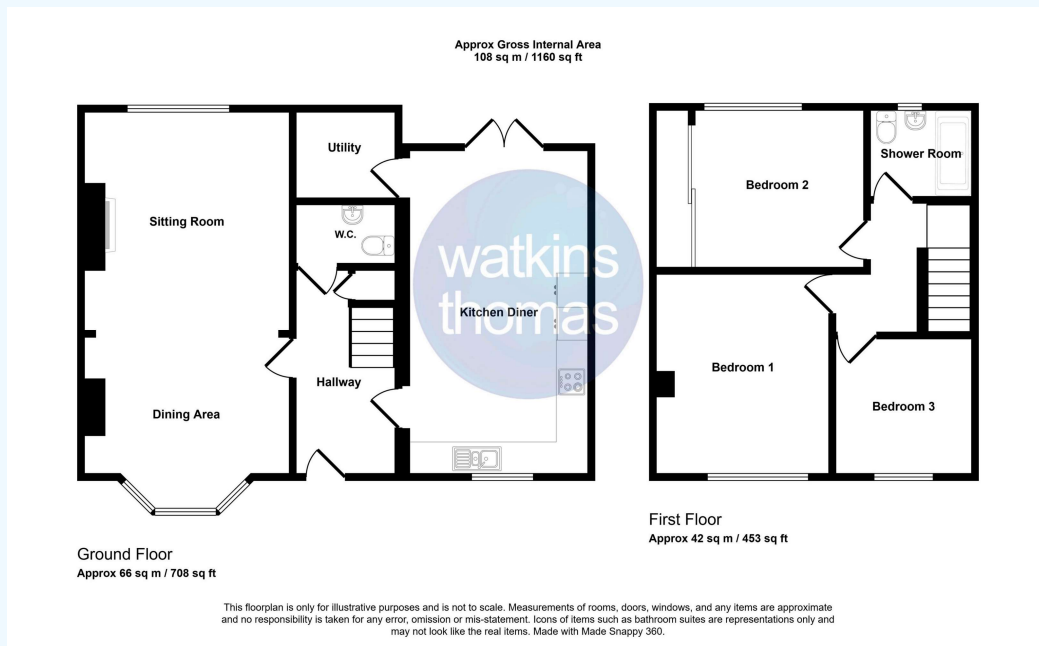 Approx Gross Internal Area
108 sq m / 1160 sq ft
Utility
Sitting Room
W.C.
Kitchen Diner
Hallway
Dining Area
watkins
thomas
Shower Room
Bedroom 2
Bedroom 1
Bedroom 3
Ground Floor
Approx 66 sq m / 708 sq ft
First Floor
Approx 42 sq m / 453 sq ft
This floorplan is only for illustrative purposes and is not to scale. Measurements of rooms, doors, windows, and any items are approximate
and no responsibility is taken for any error, omission or mis-statement. Icons of items such as bathroom suites are representations only and
may not look like the real items. Made with Made Snappy 360.